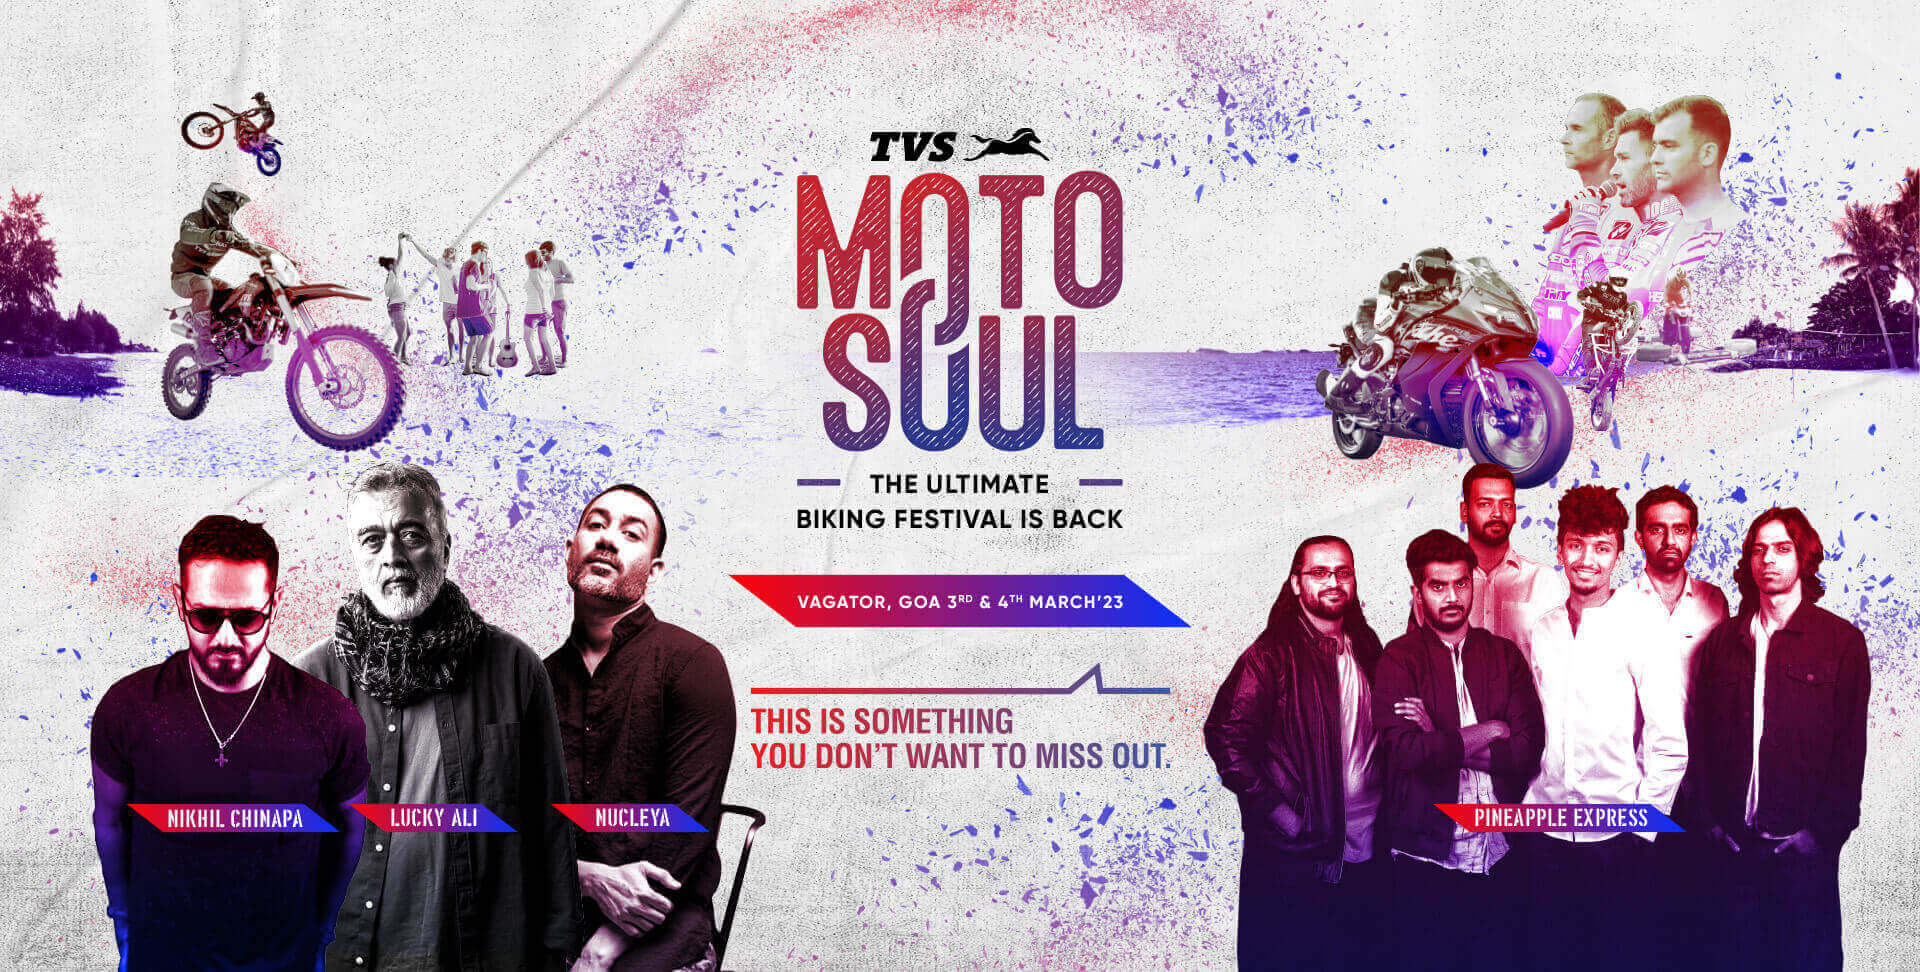 TVS
MOTO
SOUL
THE ULTIMATE
BIKING FESTIVAL IS BACK
VAGATOR, GOA 3RD & 4TH MARCH'23
THIS IS SOMETHING
YOU DON'T WANT TO MISS OUT.
NIKHIL CHINAPA
LUCKY ALI
NUCLEYA
PINEAPPLE EXPRESS